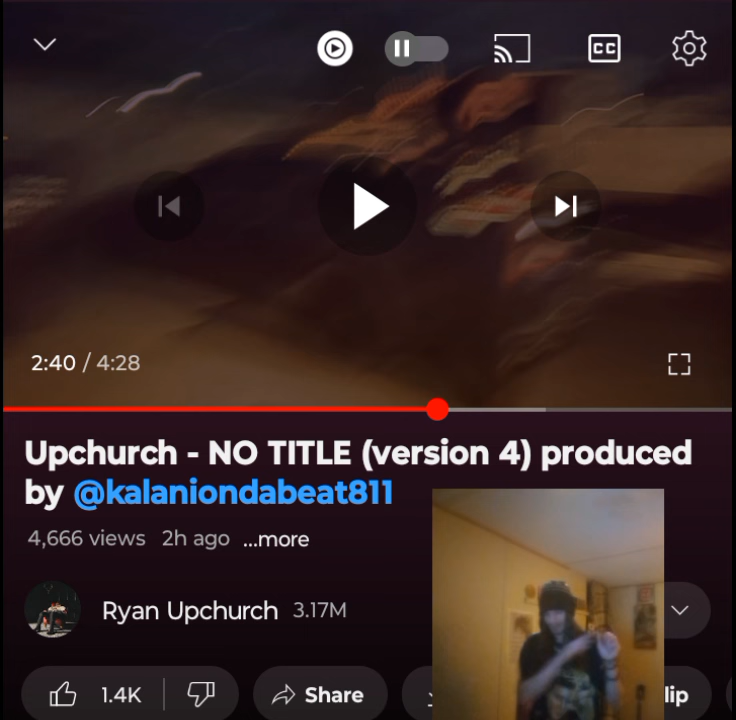 CC
2:40 / 4:28
Upchurch - NO TITLE (version 4) produced
by @kalaniondabeat811
4,666 views 2h ago ...more
Ryan Upchurch 3.17M
1.4K Share lip